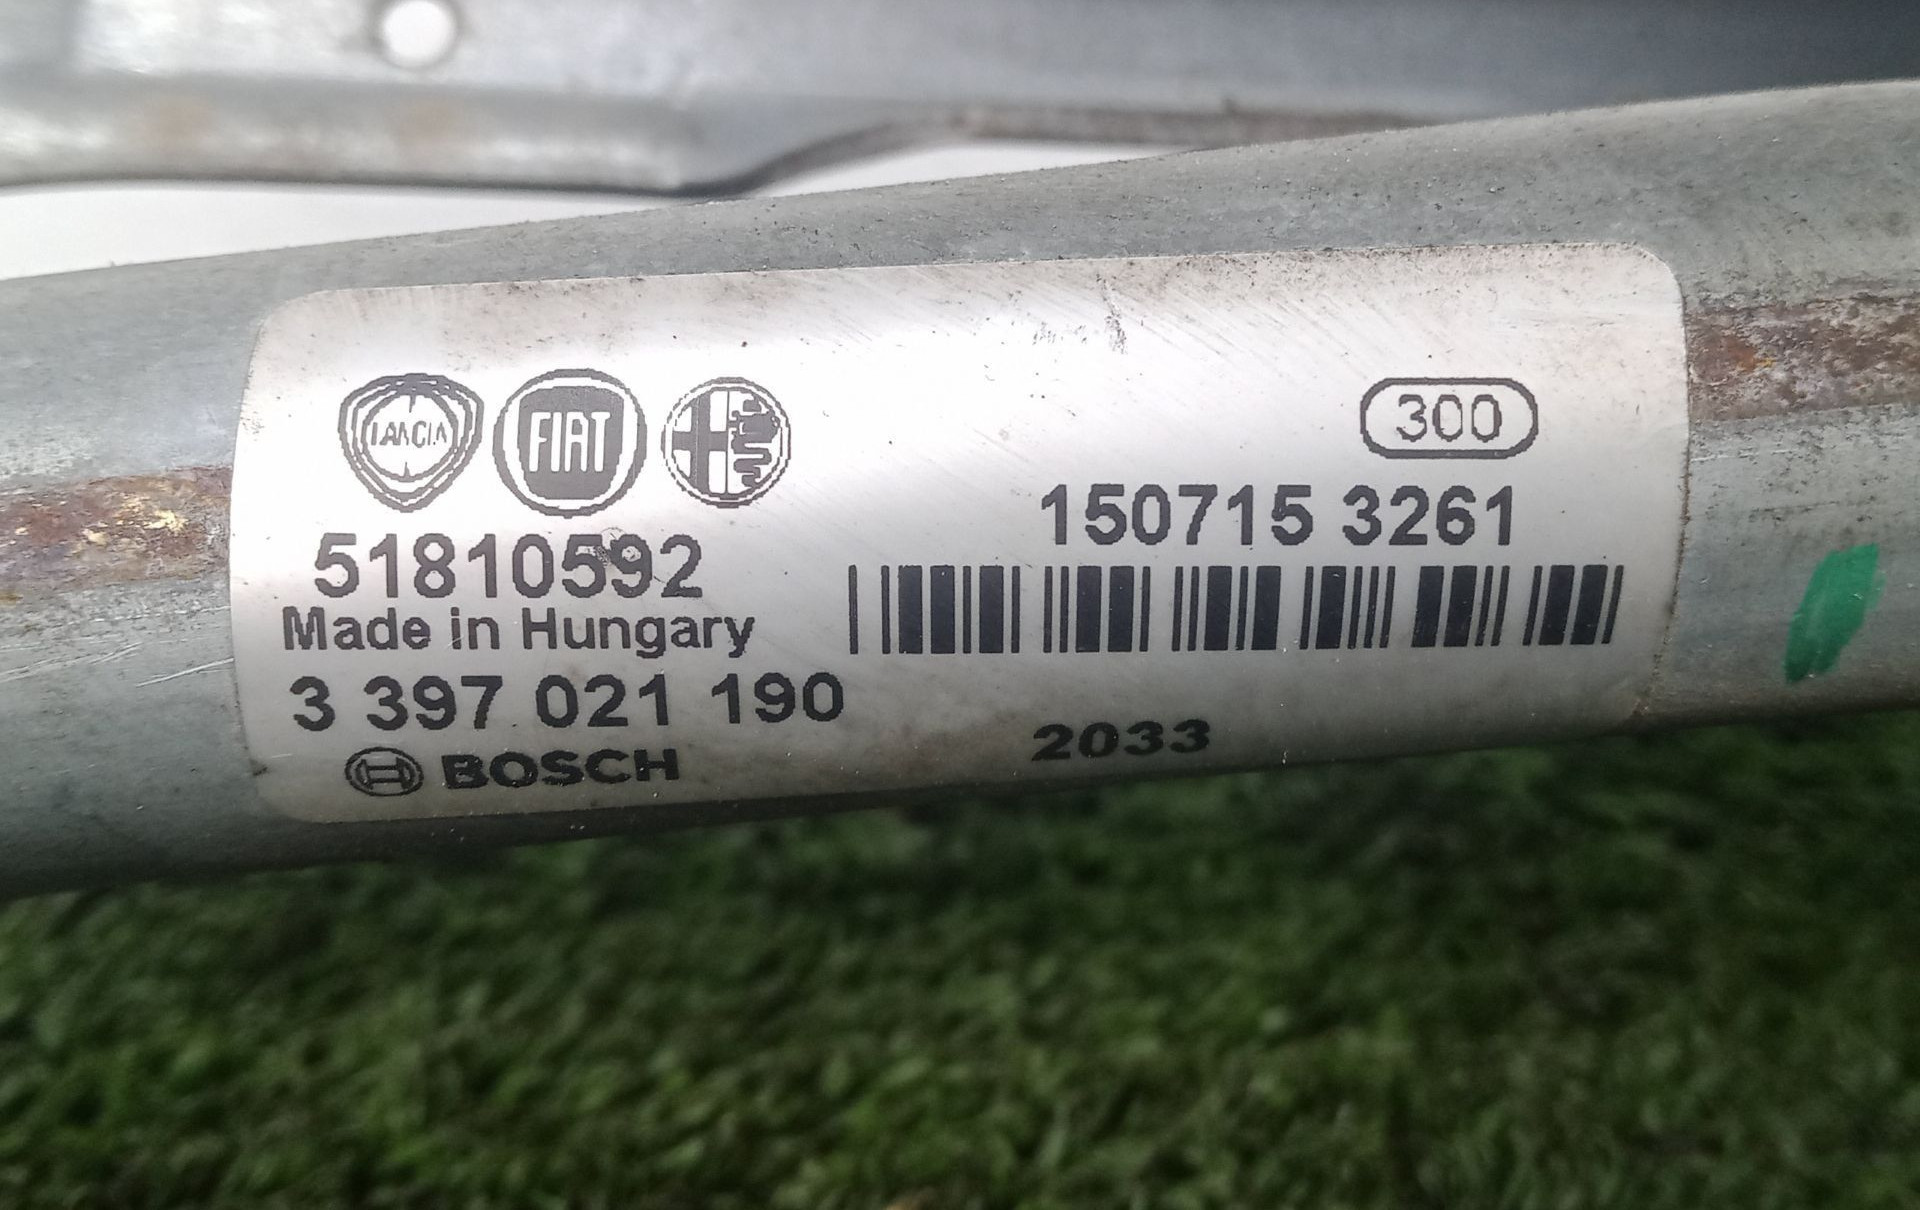 LANCIA FIAT
300
51810592
150715 3261
Made in Hungary
3 397 021 190
BOSCH
2033